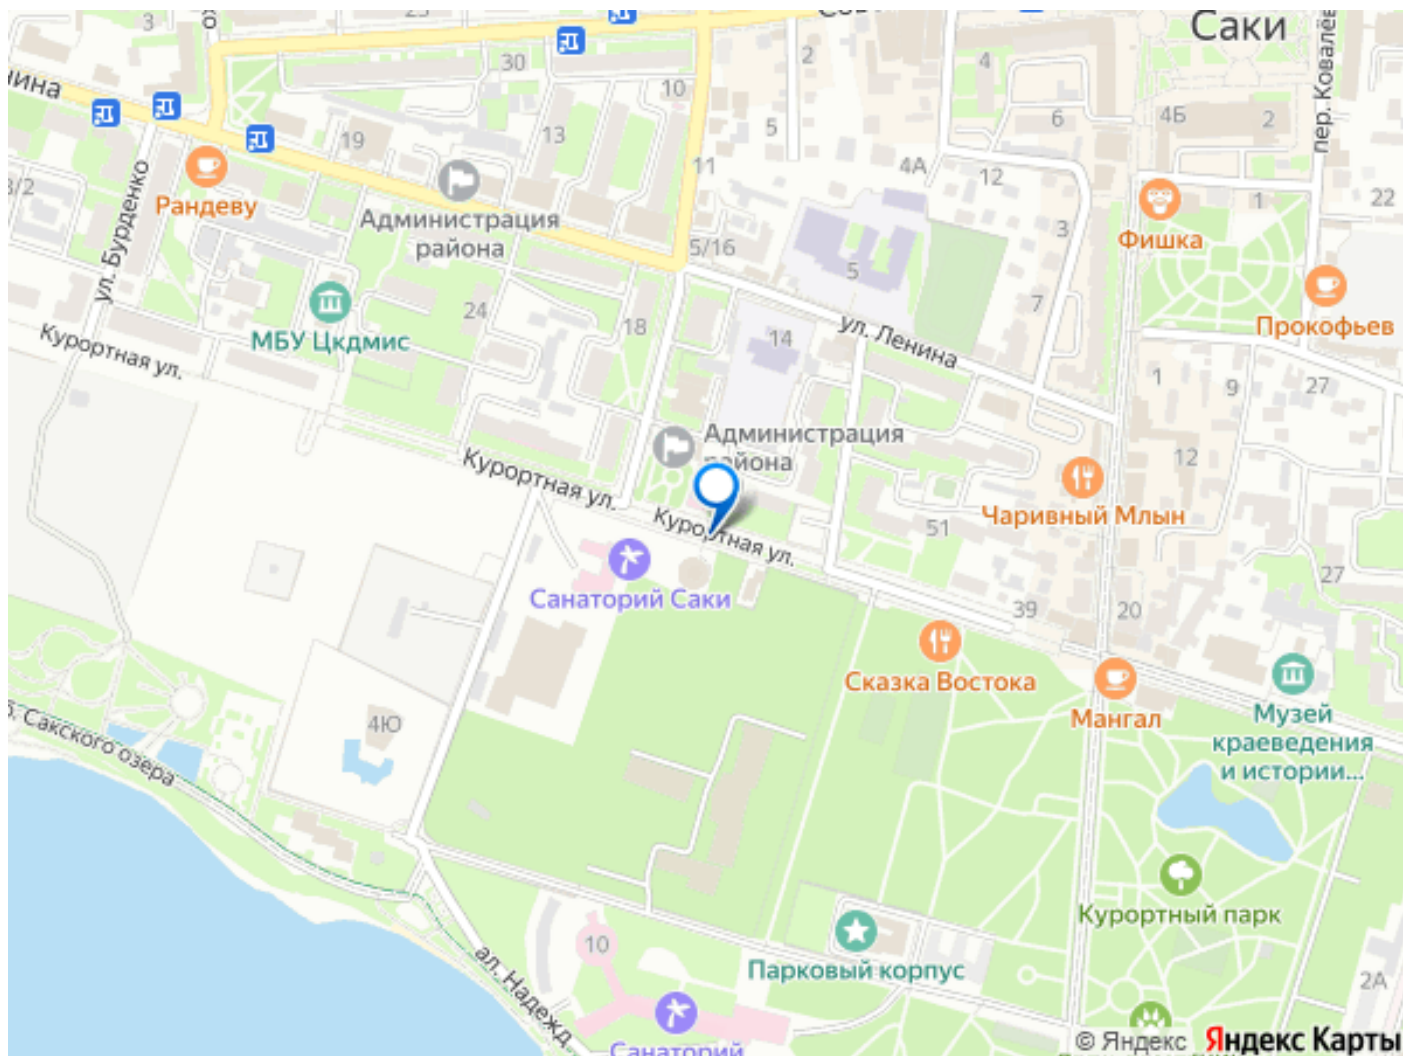 Саки
3
25
30
2
4
10
4Б
2
пер. Ковалёв
6
5
13
19
11
4А
12
22
3/2
Рандеву
ул. Бурденко
Администрация
района
1
3
Фишка
5/16
5
7
24
18
МБУ Цкдмис
14
ул. Ленина
Прокофьев
Курортная ул.
1
9
27
Администрация
района
12
Курортная ул.
Чаривный Млын
Курортная ул.
51
27
Санаторий Саки
39
20
Сказка Востока
Мангал
Музей
краеведения
и истории...
4Ю
Сакского озера
Курортный парк
10
ал. Надежд
Парковый корпус
2А
Санаторий
© Яндекс Яндекс Карты